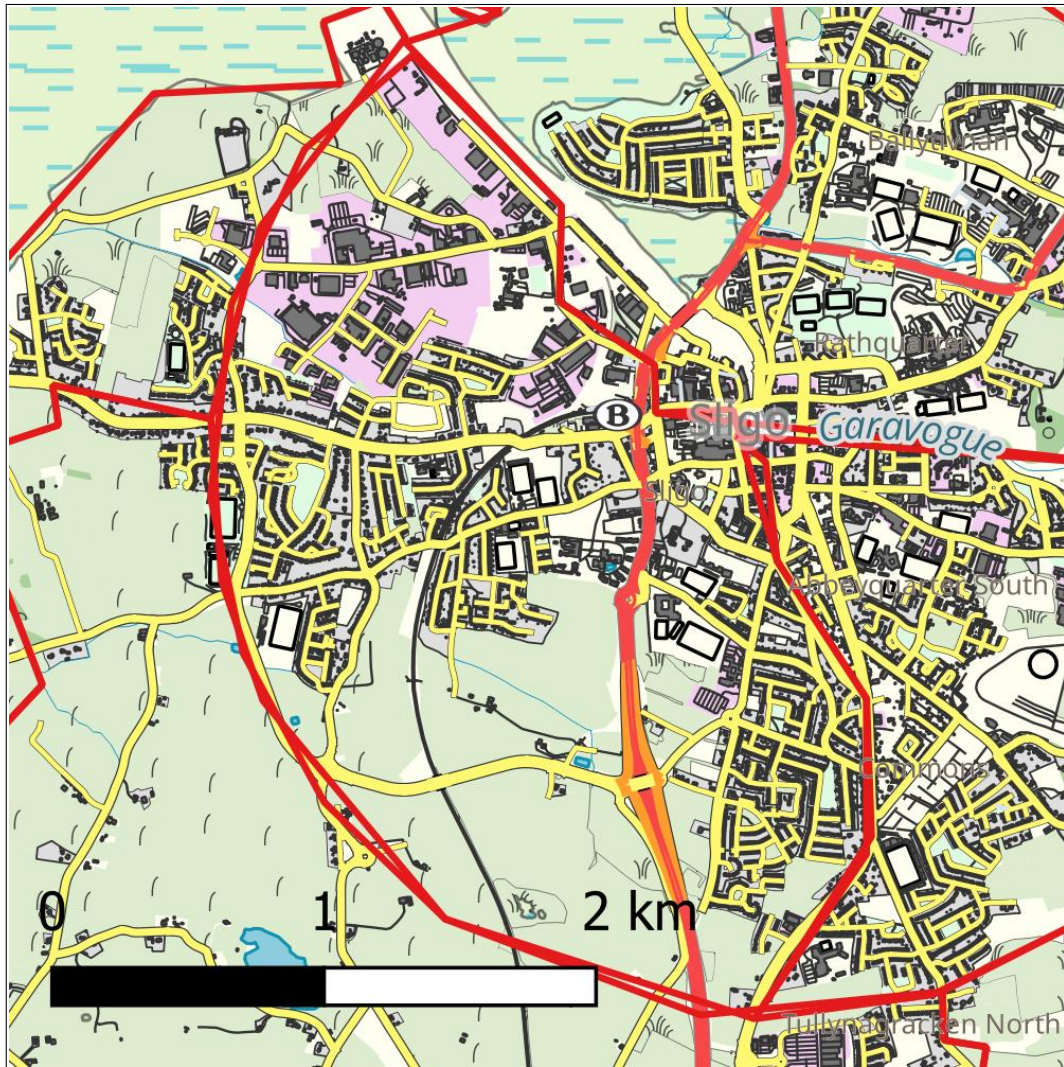 Ballytivnan
Rathquarter
B
Sligo
Garavogue
Sligo
Abbeyquarter South
Commons
0 1 2 km
Tullynagracken North